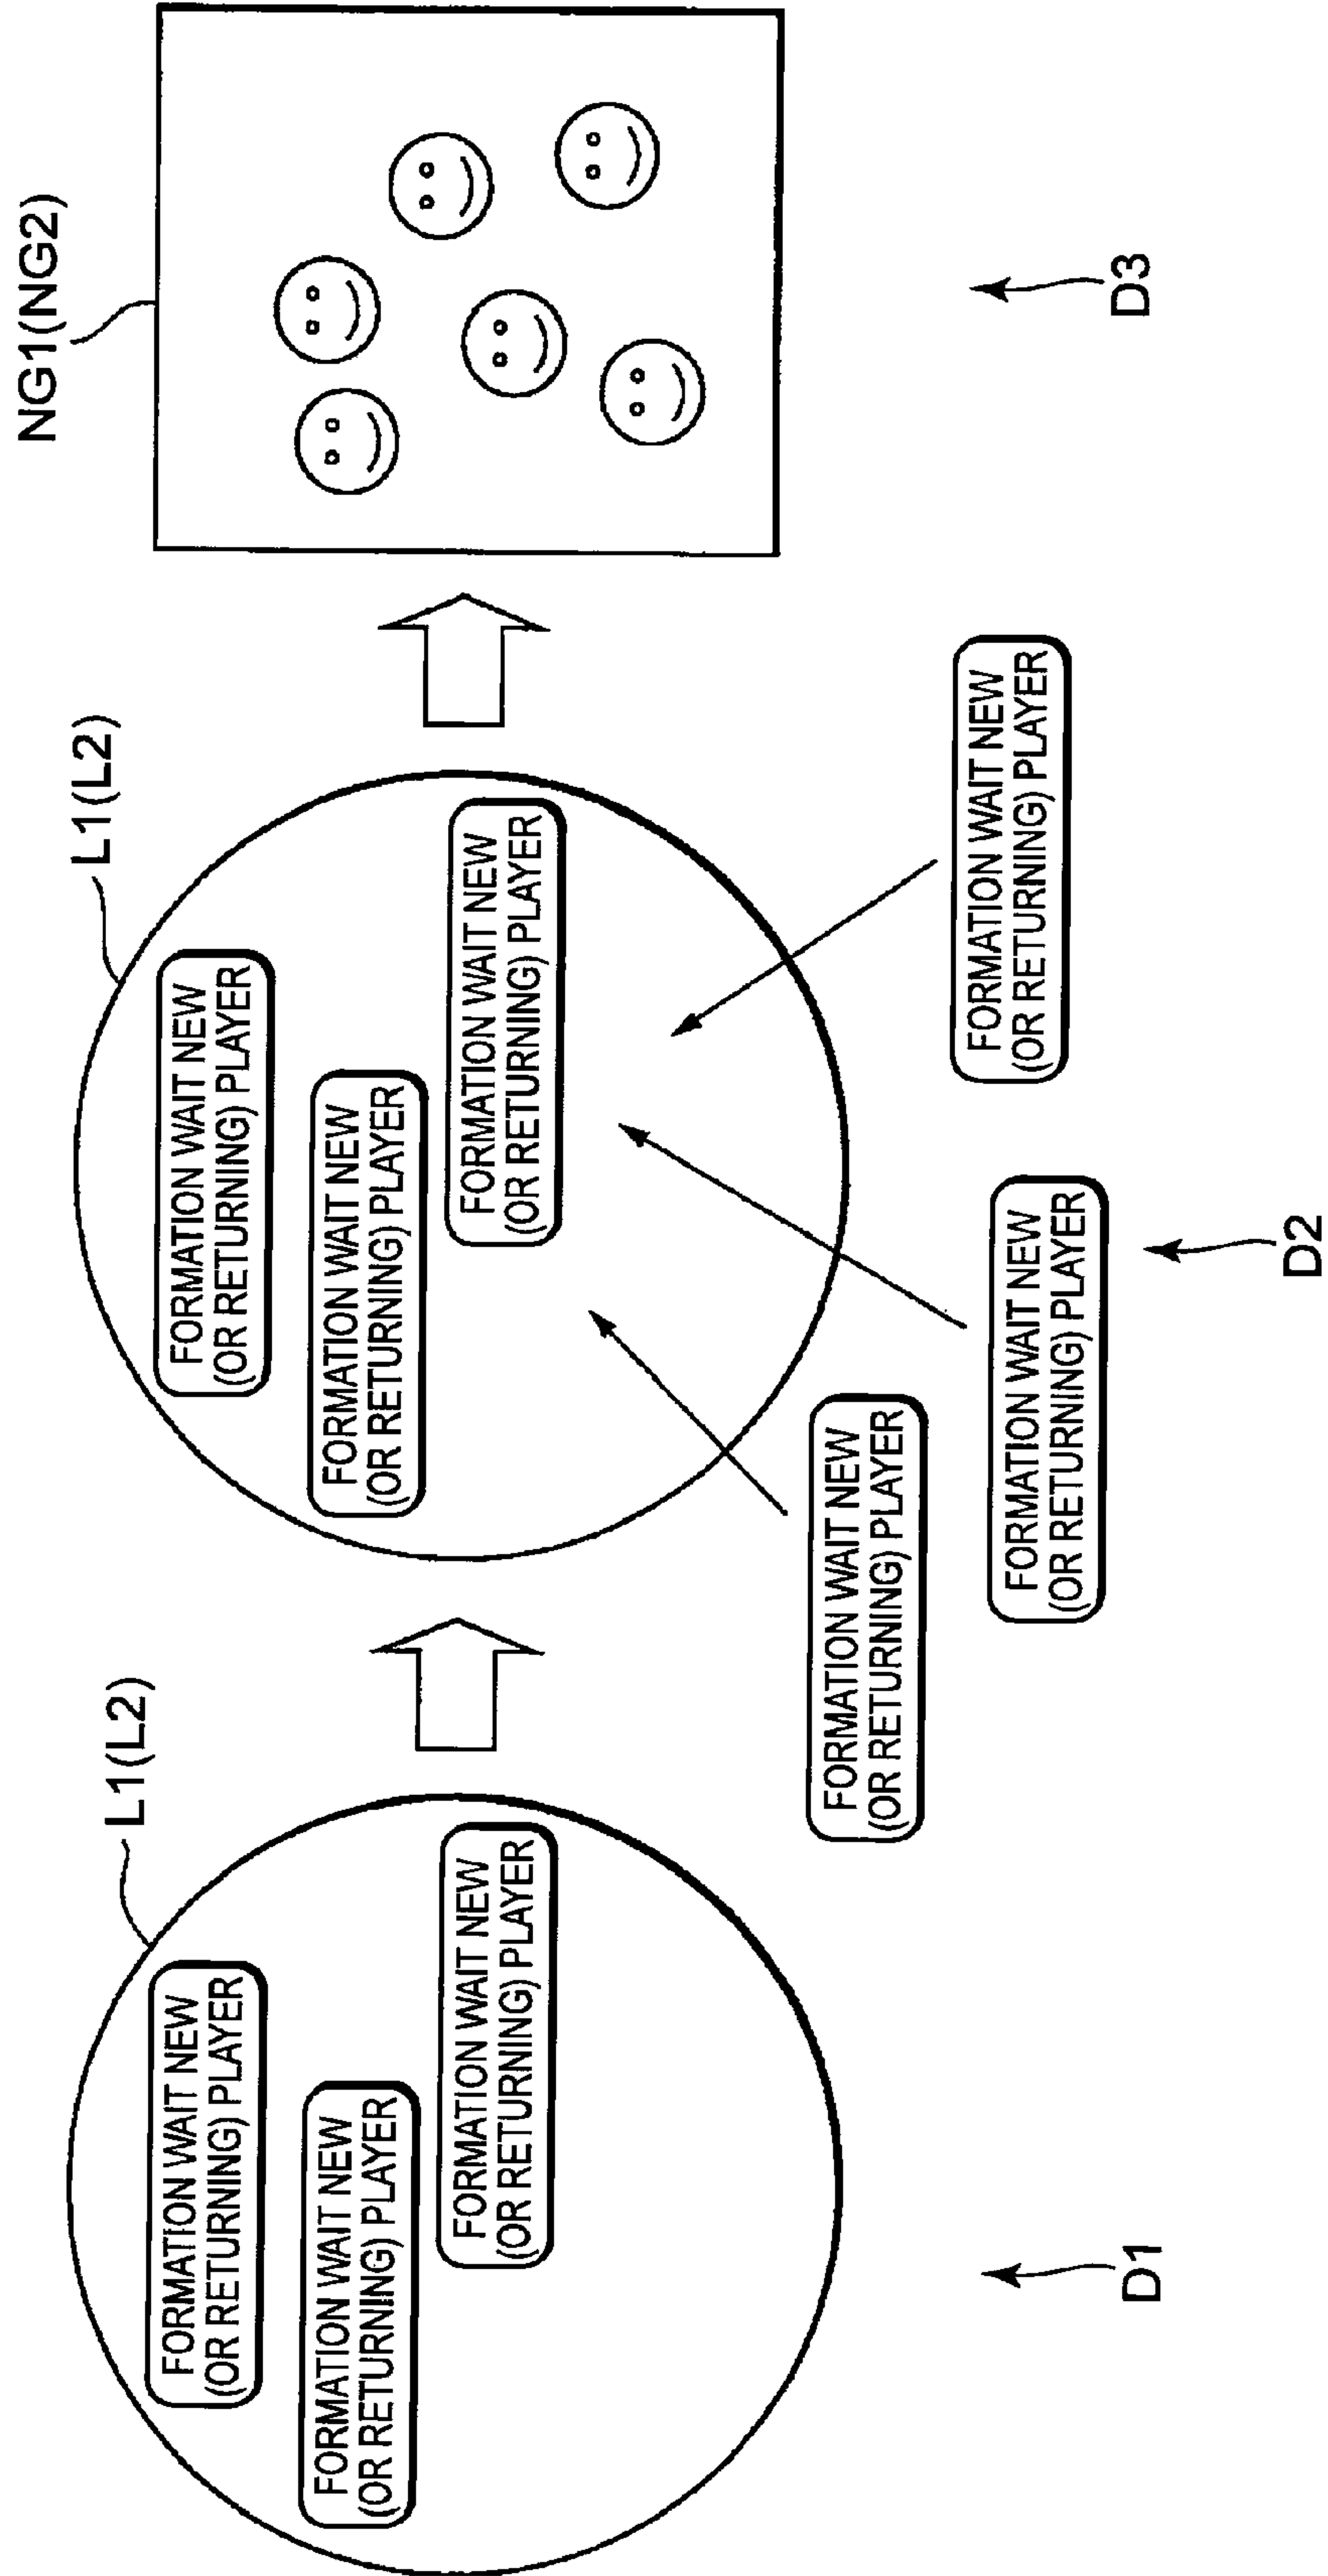 L1(L2)
FORMATION WAIT NEW
(OR RETURNING) PLAYER
FORMATION WAIT NEW
(OR RETURNING) PLAYER
FORMATION WAIT NEW
(OR RETURNING) PLAYER
D1
L1(L2)
FORMATION WAIT NEW
(OR RETURNING) PLAYER
FORMATION WAIT NEW
(OR RETURNING) PLAYER
FORMATION WAIT NEW
(OR RETURNING) PLAYER
FORMATION WAIT NEW
(OR RETURNING) PLAYER
FORMATION WAIT NEW
(OR RETURNING) PLAYER
FORMATION WAIT NEW
(OR RETURNING) PLAYER
D2
NG1(NG2)
D3